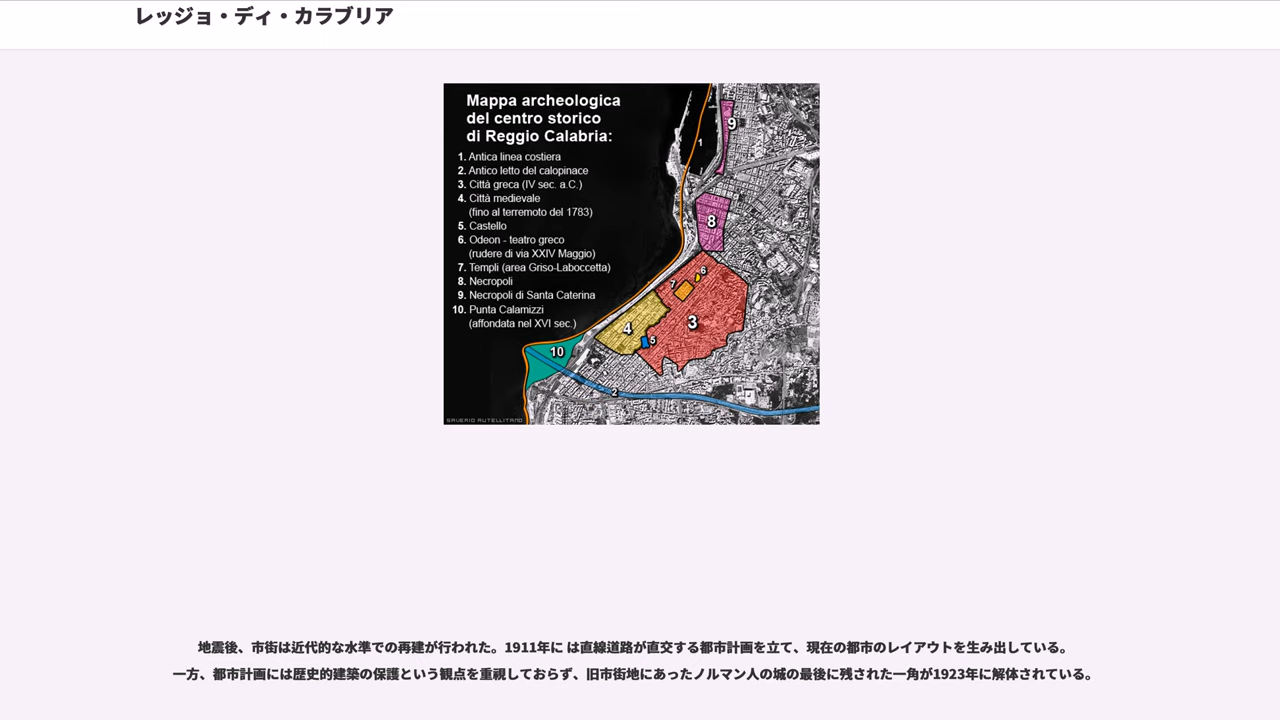 レッジョ・ディ・カラブリア
Mappa archeologica
del centro storico
di Reggio Calabria:
1. Antica linea costiera
2. Antico letto del calopinace
3. Città greca (IV sec. a.C.)
4. Città medievale
(fino al terremoto del 1783)
5. Castello
6. Odeon - teatro greco
(rudere di via XXIV Maggio)
7. Templi (area Griso-Laboccetta)
8. Necropoli
9. Necropoli di Santa Caterina
10. Punta Calamizzi
(affondata nel XVI sec.)
9
1
8
6
7
3
4
5
10
2
SAVERIO AUTELLITANO
地震後、市街は近代的な水準での再建が行われた。1911年に は直線道路が直交する都市計画を立て、現在の都市のレイアウトを生み出している。
一方、都市計画には歴史的建築の保護という観点を重視しておらず、旧市街地にあったノルマン人の城の最後に残された一角が1923年に解体されている。